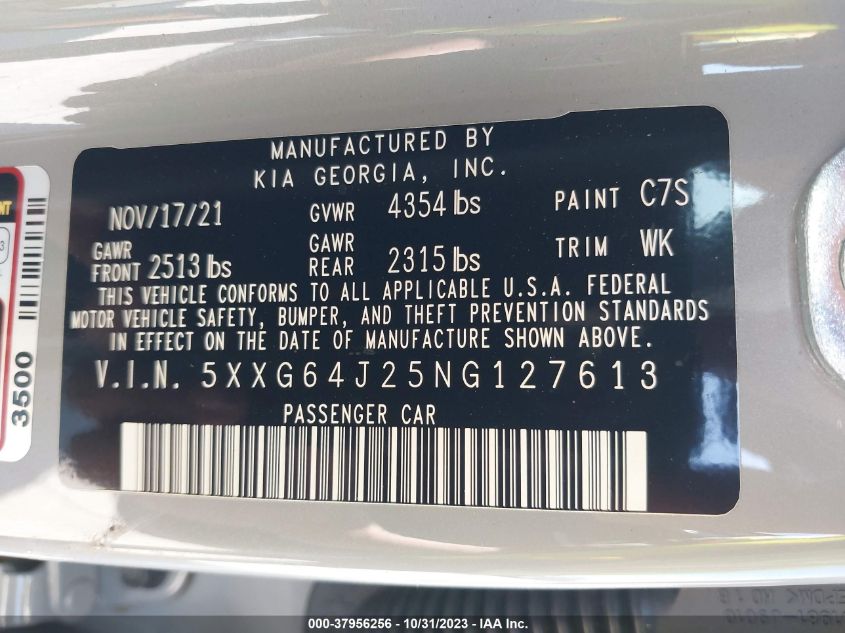 MANUFACTURED BY
KIA GEORGIA, INC.
NOV/17/21 GVWR 4354 lbs PAINT C7S
GAWR FRONT 2513 lbs GAWR REAR 2315 lbs TRIM WK
THIS VEHICLE CONFORMS TO ALL APPLICABLE U.S.A. FEDERAL
MOTOR VEHICLE SAFETY, BUMPER, AND THEFT PREVENTION STANDARDS
IN EFFECT ON THE DATE OF MANUFACTURE SHOWN ABOVE.
V.I.N. 5XXG64J25NG127613
PASSENGER CAR
3500
000-37956256 - 10/31/2023 - IAA Inc.